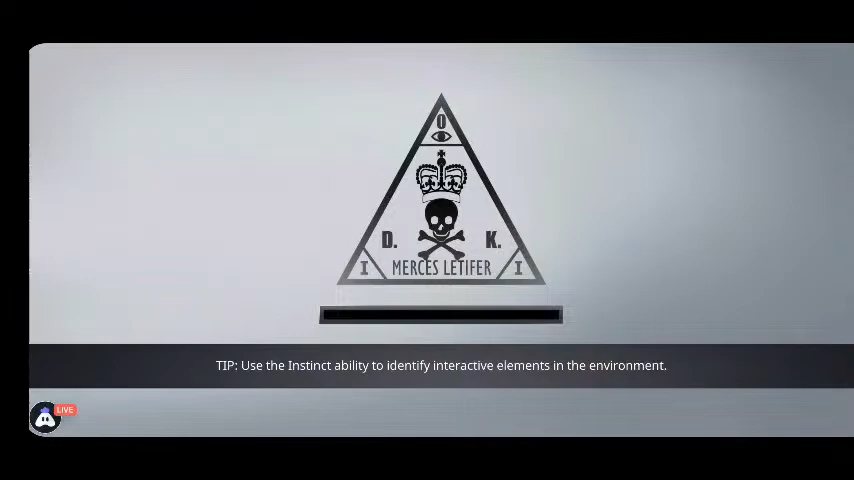 O
D. K.
I MERCES LETIFER I
TIP: Use the Instinct ability to identify interactive elements in the environment.
LIVE